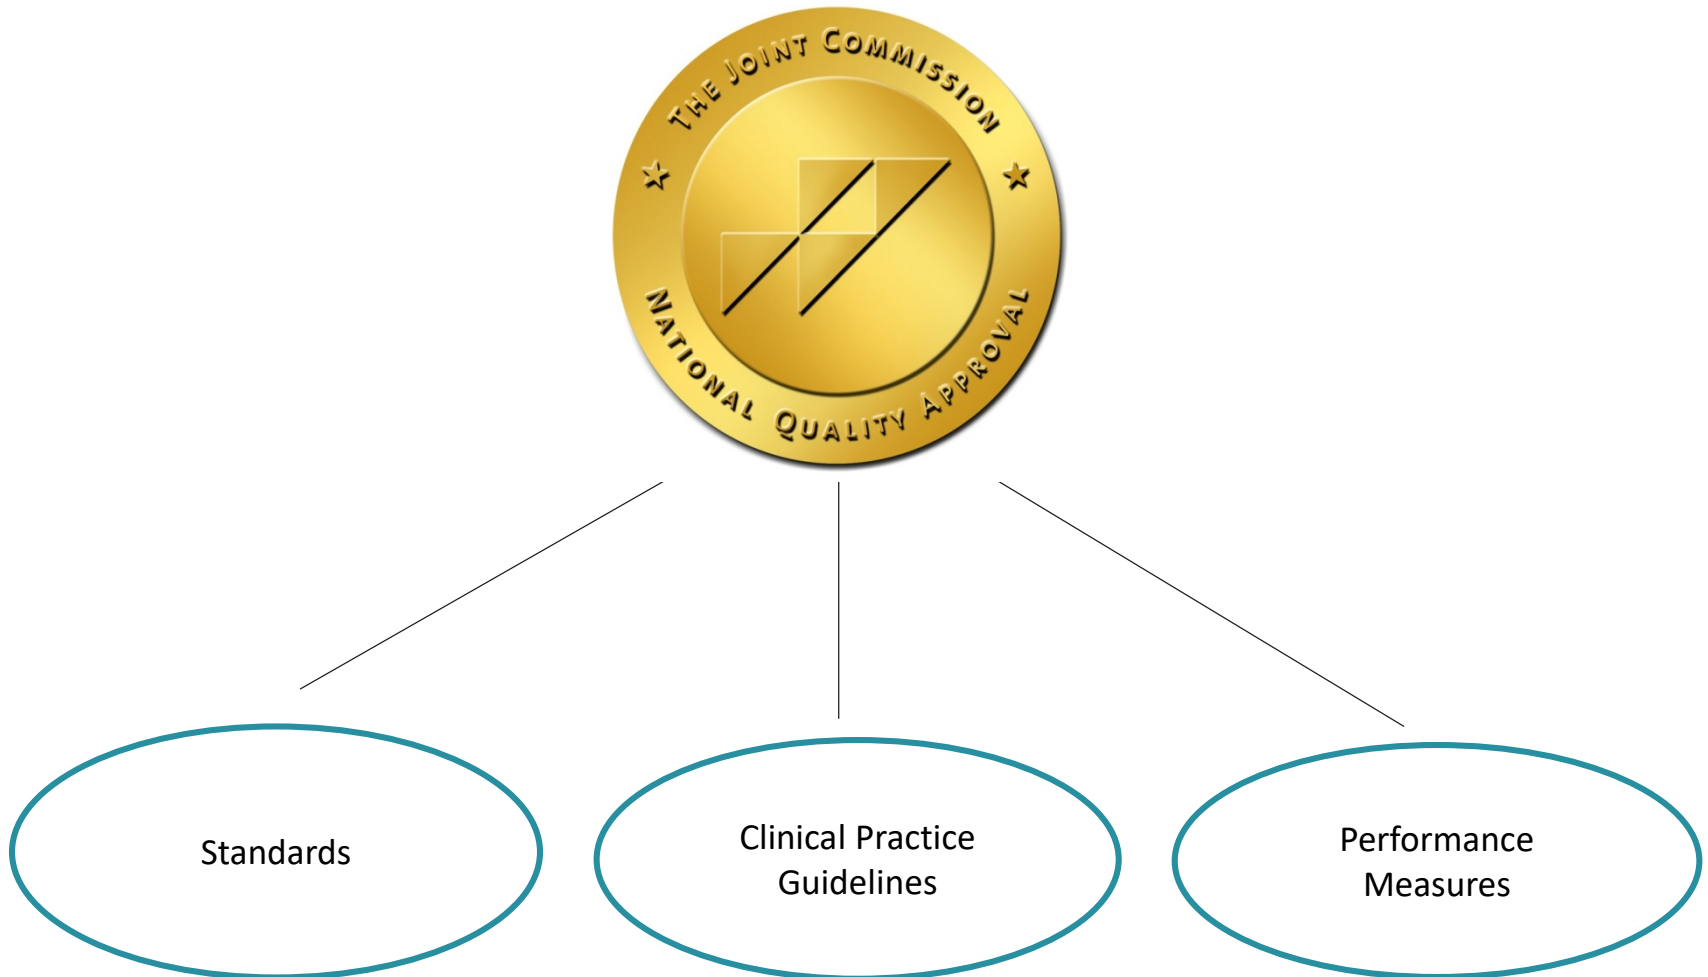 THE JOINT COMMISSION
NATIONAL QUALITY APPROVAL
Standards
Clinical Practice
Guidelines
Performance
Measures